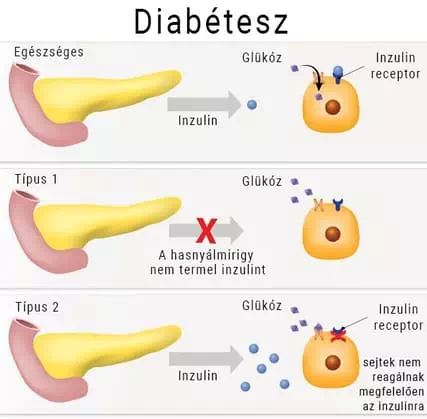 Diabétesz
Egészséges
Glükóz
Inzulin
receptor
Inzulin
Típus 1
Glükóz
X
A hasnyálmirigy
nem termel inzulint
Típus 2
Glükóz
Inzulin
receptor
Inzulin
sejtek nem
reagálnak
megfelelően
az inzulinra